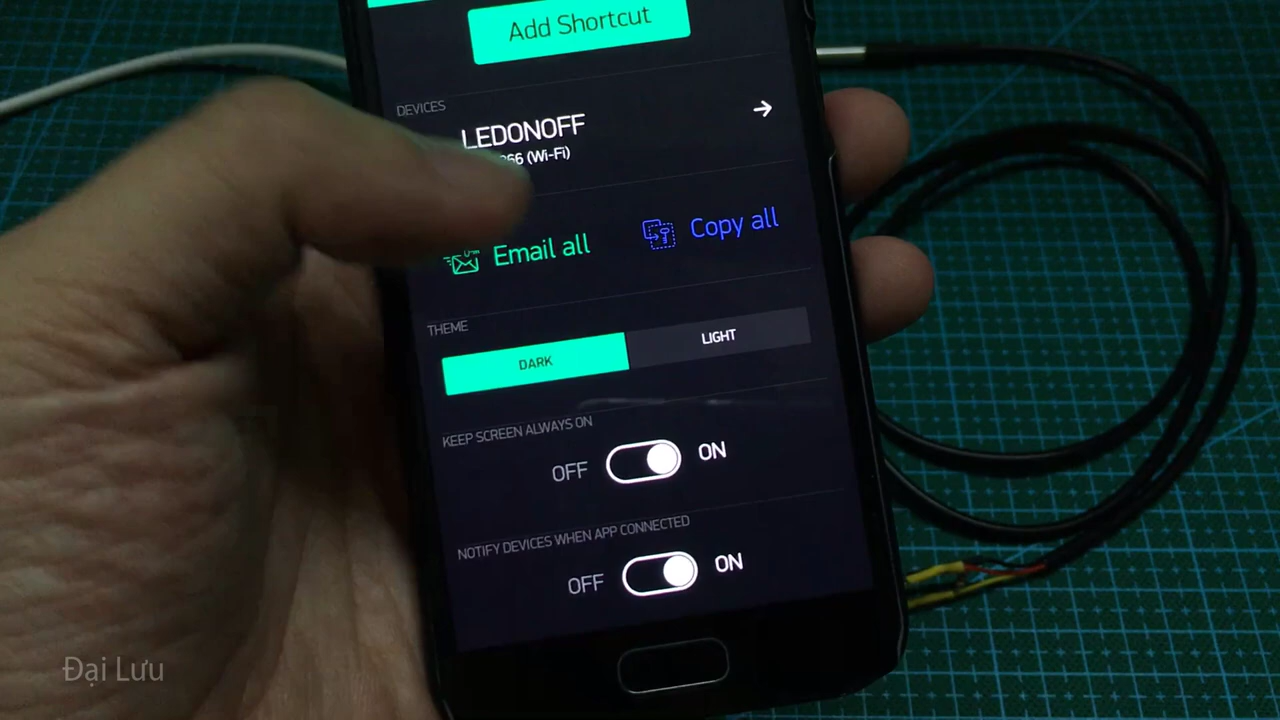 Add Shortcut
DEVICES
LEDONOFF
66 (Wi-Fi)
Email all
Copy all
THEME
DARK
LIGHT
KEEP SCREEN ALWAYS ON
OFF
ON
NOTIFY DEVICES WHEN APP CONNECTED
OFF
ON
Đại Lưu